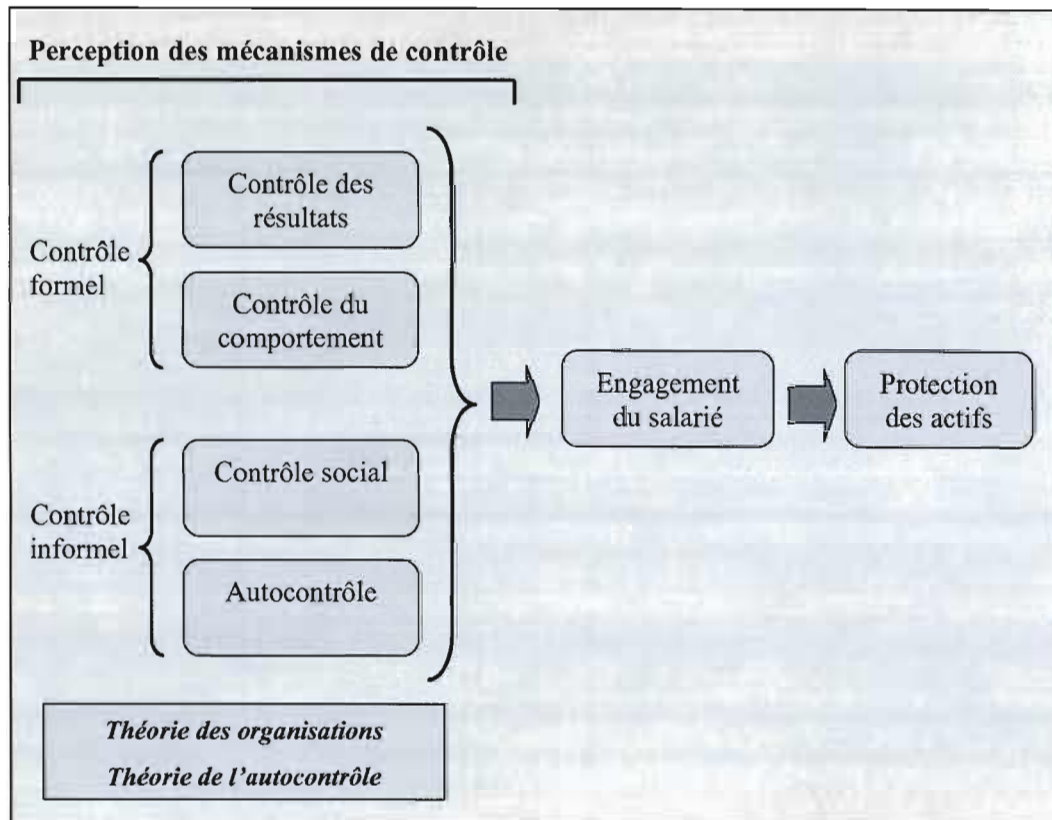 Perception des mécanismes de contrôle
Contrôle
formel
Contrôle des
résultats
Contrôle du
comportement
Contrôle
informel
Contrôle social
Autocontrôle
Engagement
du salarié
Protection
des actifs
Théorie des organisations
Théorie de l'autocontrôle